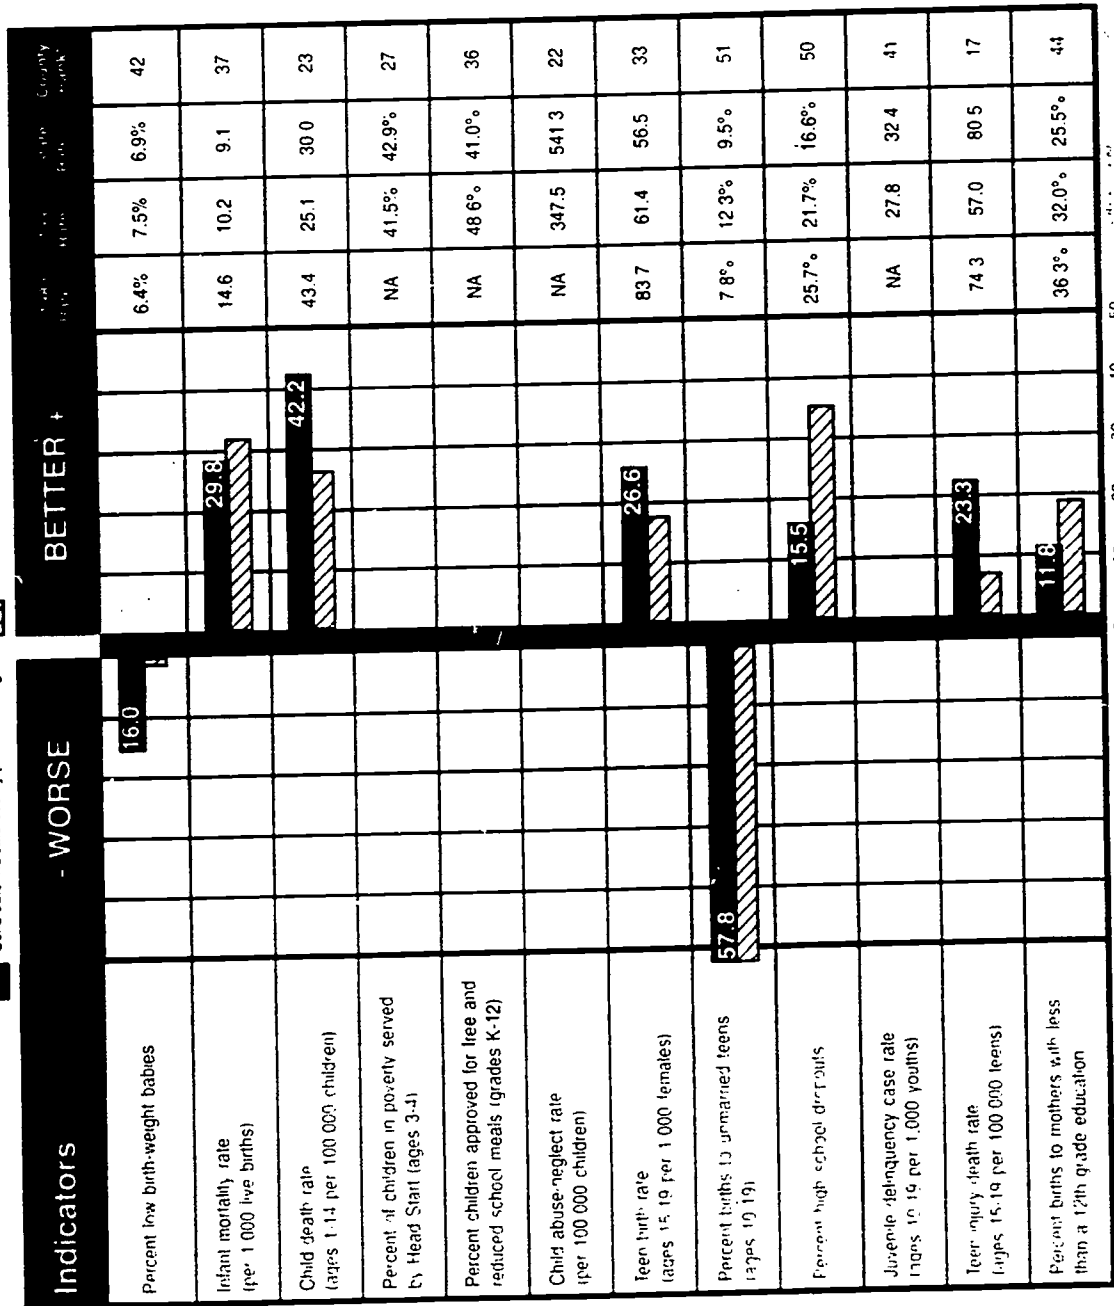 Indicators - WORSE BETTER +
Percent low birth-weight babies 16.0 6.4% 7.5% 6.9% 42
Infant mortality rate
(per 1 000 live births) 29.8 14.6 10.2 9.1 37
Child death rate
(ages 1-14 per 100 000 children) 42.2 43.4 25.1 30 0 23
Percent of children in poverty served
by Head Start (ages 3-4) NA 41.5% 42.9% 27
Percent children approved for free and
reduced school meals (grades K-12) NA 48 6% 41.0% 36
Child abuse-neglect rate
(per 100 000 children) NA 347.5 541 3 22
Teen birth rate
(ages 15-19 per 1 000 females) 26.6 83 7 61.4 56.5 33
Percent births to unmarried teens
(ages 10-19) 57.8 7 8% 12 3% 9.5% 51
Percent high school dropouts 15.5 25.7% 21.7% 16.6% 50
Juvenile delinquency case rate
(ages 10-19 per 1,000 youths) NA 27.8 32 4 41
Teen injury death rate
(ages 15-19 per 100 000 teens) 23.3 74 3 57.0 80 5 17
Percent births to mothers with less
than a 12th grade education 11.8 36 3% 32.0% 25.5% 44